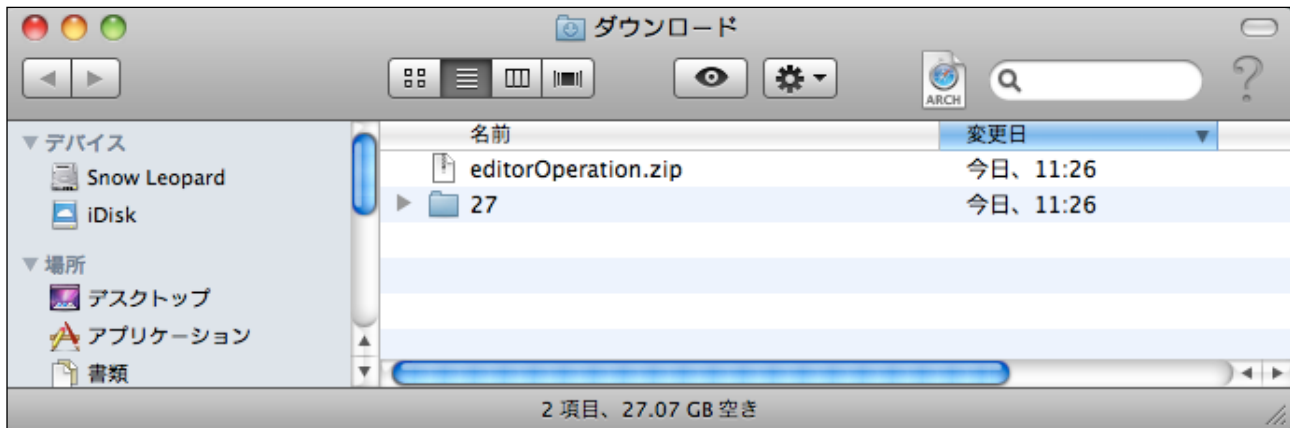 ダウンロード
ARCH
デバイス
Snow Leopard
iDisk
場所
デスクトップ
アプリケーション
書類
名前 変更日
editorOperation.zip 今日、11:26
27 今日、11:26
2 項目、27.07 GB 空き